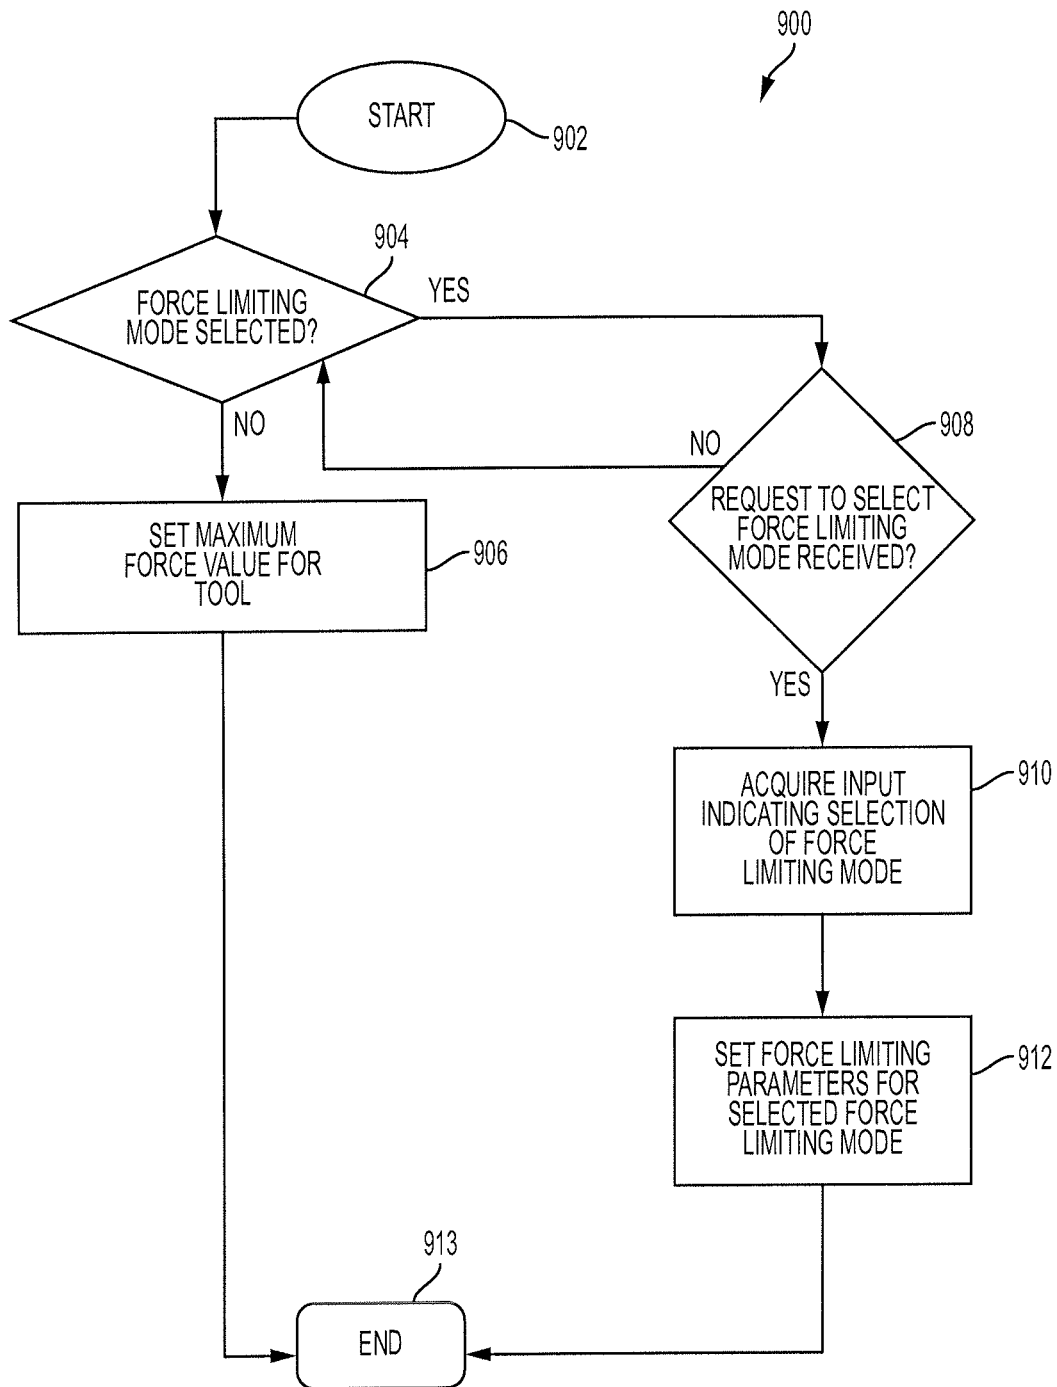 900
START
902
904
FORCE LIMITING
MODE SELECTED?
YES
NO
NO
908
REQUEST TO SELECT
FORCE LIMITING
MODE RECEIVED?
SET MAXIMUM
FORCE VALUE FOR
TOOL
906
YES
ACQUIRE INPUT
INDICATING SELECTION
OF FORCE
LIMITING MODE
910
SET FORCE LIMITING
PARAMETERS FOR
SELECTED FORCE
LIMITING MODE
912
913
END